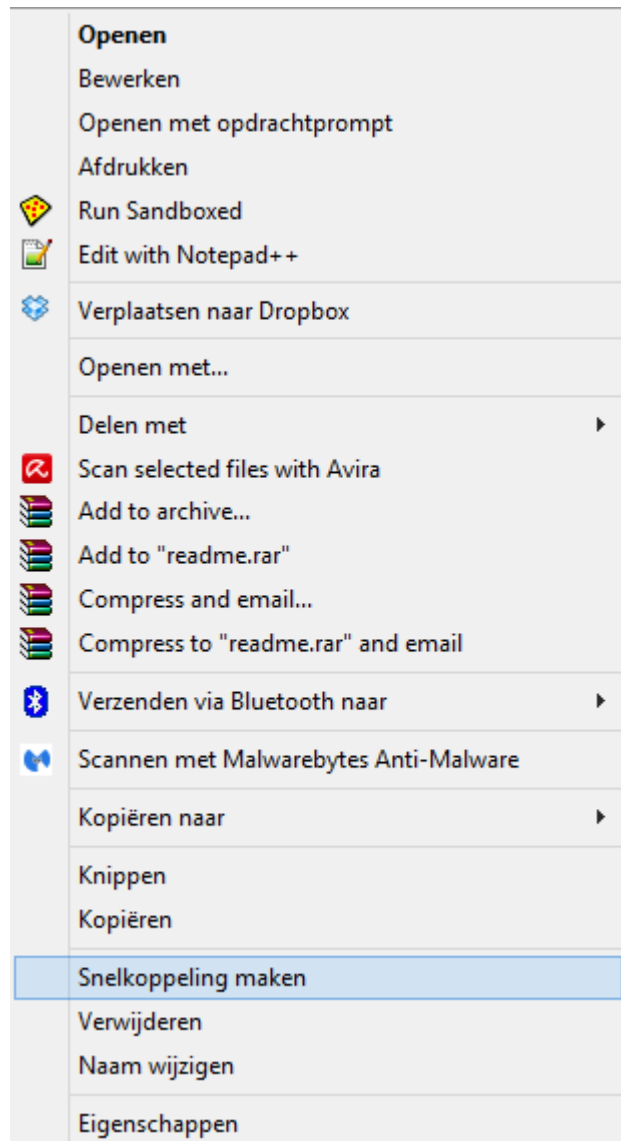 Openen
Bewerken
Openen met opdrachtprompt
Afdrukken
Run Sandboxed
Edit with Notepad++
Verplaatsen naar Dropbox
Openen met...
Delen met
Scan selected files with Avira
Add to archive...
Add to "readme.rar"
Compress and email...
Compress to "readme.rar" and email
Verzenden via Bluetooth naar
Scannen met Malwarebytes Anti-Malware
Kopiëren naar
Knippen
Kopiëren
Snelkoppeling maken
Verwijderen
Naam wijzigen
Eigenschappen